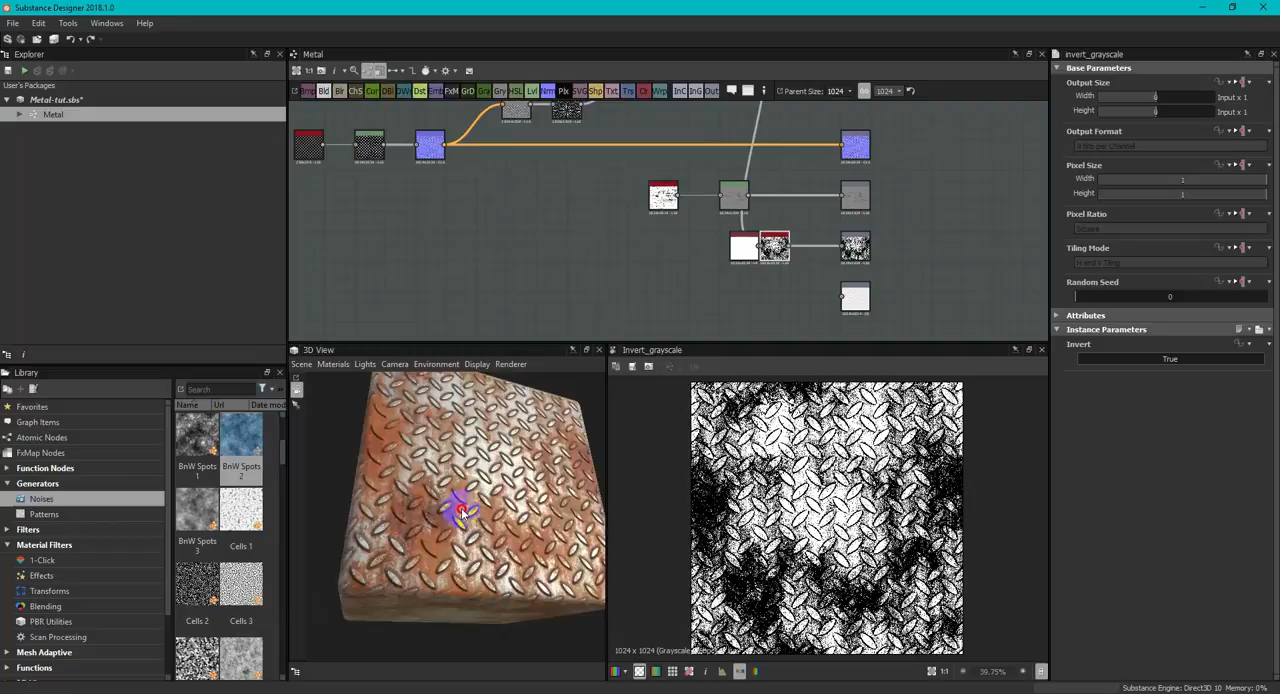 Substance Designer 2018.1.0
File Edit Tools Windows Help
Explorer
User's Packages
Metal-tut.sbs*
Metal
Metal
Parent Size: 1024
1024
invert_grayscale
Base Parameters
Output Size
Width 0 Input x 1
Height 0 Input x 1
Output Format
8 Bits per Channel
Pixel Size
Width 1
Height 1
Pixel Ratio
Square
Tiling Mode
H and V Tiling
Random Seed
0
Attributes
Instance Parameters
Invert
True
Library
Search
Name Url Date mod
Favorites
Graph Items
Atomic Nodes
FxMap Nodes
Function Nodes
Generators
Noises
Patterns
Filters
Material Filters
1-Click
Effects
Transforms
Blending
PBR Utilities
Scan Processing
Mesh Adaptive
Functions
BnW Spots 1
BnW Spots 2
BnW Spots 3
Cells 1
Cells 2
Cells 3
3D View
Scene Materials Lights Camera Environment Display Renderer
Invert_grayscale
39.75%
Substance Engine: Direct3D 10 Memory: 0%